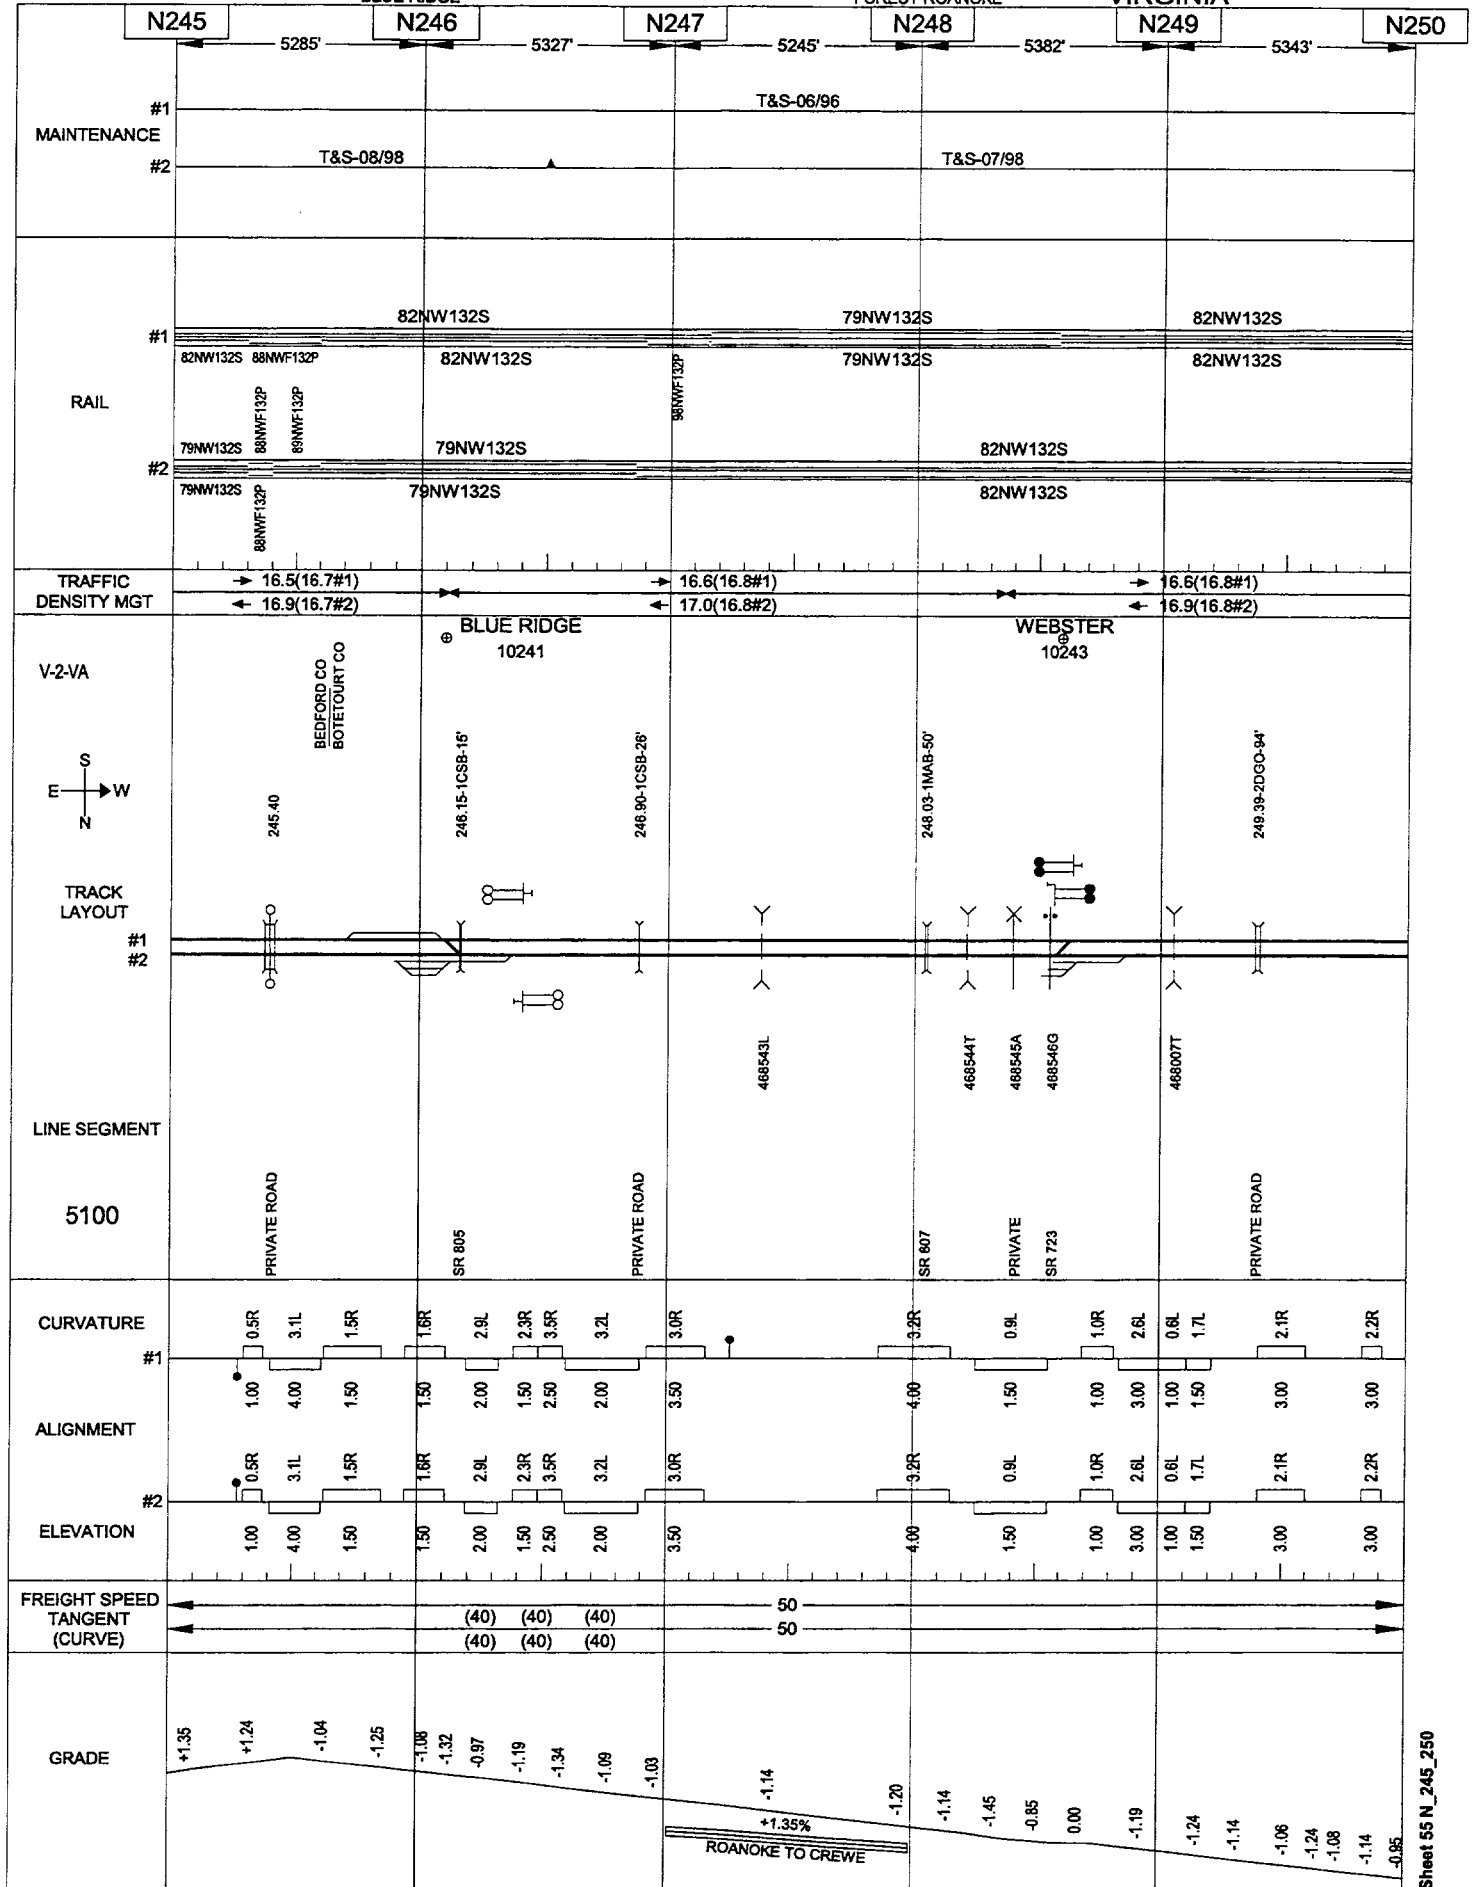 VIRGINIA
N245 N246 N247 N248 N249 N250
5285' 5327' 5245' 5382' 5343'
MAINTENANCE
#1
T&S-06/96
#2
T&S-08/98 T&S-07/98
RAIL
82NW132S 79NW132S 82NW132S
#1
82NW132S 88NWF132P 82NW132S 79NW132S 82NW132S
98NWF132P
88NWF132P
89NWF132P
79NW132S 79NW132S 82NW132S
#2
79NW132S 79NW132S 82NW132S
88NWF132P
TRAFFIC
DENSITY MGT
16.5(16.7#1) 16.6(16.8#1) 16.6(16.8#1)
16.9(16.7#2) 17.0(16.8#2) 16.9(16.8#2)
BLUE RIDGE
10241
WEBSTER
10243
V-2-VA
BEDFORD CO
BOTETOURT CO
S
E W
N
245.40
246.15-1CSB-15'
246.90-1CSB-26'
248.03-1MAB-50'
249.39-2DGO-94'
TRACK
LAYOUT
#1
#2
468543L
468544T
468545A
468546G
468007T
LINE SEGMENT
5100
PRIVATE ROAD
SR 805
PRIVATE ROAD
SR 607
PRIVATE
SR 723
PRIVATE ROAD
CURVATURE
0.5R 3.1L 1.5R 1.6R 2.9L 2.3R 3.5R 3.2L 3.0R 3.2R 0.9L 1.0R 2.6L 0.6L 1.7L 2.1R 2.2R
#1
1.00 4.00 1.50 1.50 2.00 1.50 2.50 2.00 3.50 4.00 1.50 1.00 3.00 1.00 1.50 3.00 3.00
ALIGNMENT
0.5R 3.1L 1.5R 1.6R 2.9L 2.3R 3.5R 3.2L 3.0R 3.2R 0.9L 1.0R 2.6L 0.6L 1.7L 2.1R 2.2R
#2
ELEVATION
1.00 4.00 1.50 1.50 2.00 1.50 2.50 2.00 3.50 4.00 1.50 1.00 3.00 1.00 1.50 3.00 3.00
FREIGHT SPEED
TANGENT
(CURVE)
50
(40) (40) (40)
50
(40) (40) (40)
GRADE
+1.35 +1.24 -1.04 -1.25 -1.08 -1.32 -0.97 -1.19 -1.34 -1.09 -1.03 -1.14 -1.20 -1.14 -1.45 -0.85 0.00 -1.19 -1.24 -1.14 -1.06 -1.24 -1.08 -1.14 -0.95
+1.35%
ROANOKE TO CREWE
Sheet 55 N_245_250